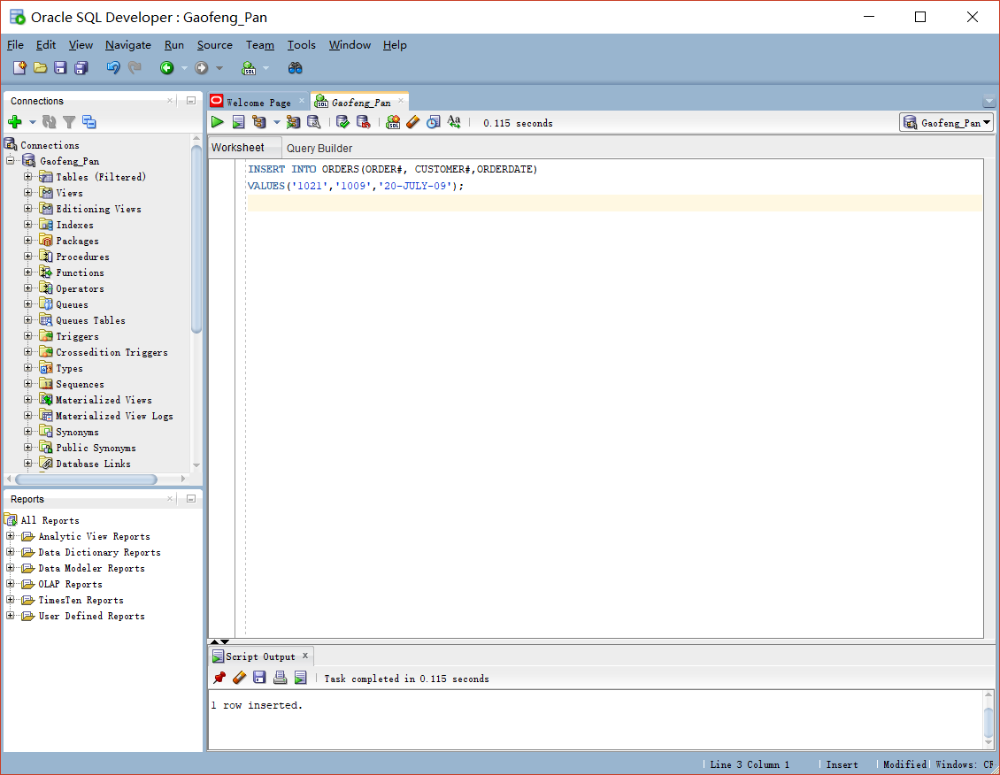 Oracle SQL Developer : Gaofeng_Pan
File Edit View Navigate Run Source Team Tools Window Help
Connections
Connections
Gaofeng_Pan
Tables (Filtered)
Views
Editioning Views
Indexes
Packages
Procedures
Functions
Operators
Queues
Queues Tables
Triggers
Crossedition Triggers
Types
Sequences
Materialized Views
Materialized View Logs
Synonyms
Public Synonyms
Database Links
Reports
All Reports
Analytic View Reports
Data Dictionary Reports
Data Modeler Reports
OLAP Reports
TimesTen Reports
User Defined Reports
Welcome Page
Gaofeng_Pan
0.115 seconds
Gaofeng_Pan
Worksheet Query Builder
INSERT INTO ORDERS(ORDER#, CUSTOMER#,ORDERDATE)
VALUES('1021','1009','20-JULY-09');
Script Output
Task completed in 0.115 seconds
1 row inserted.
Line 3 Column 1 Insert Modified Windows: CR